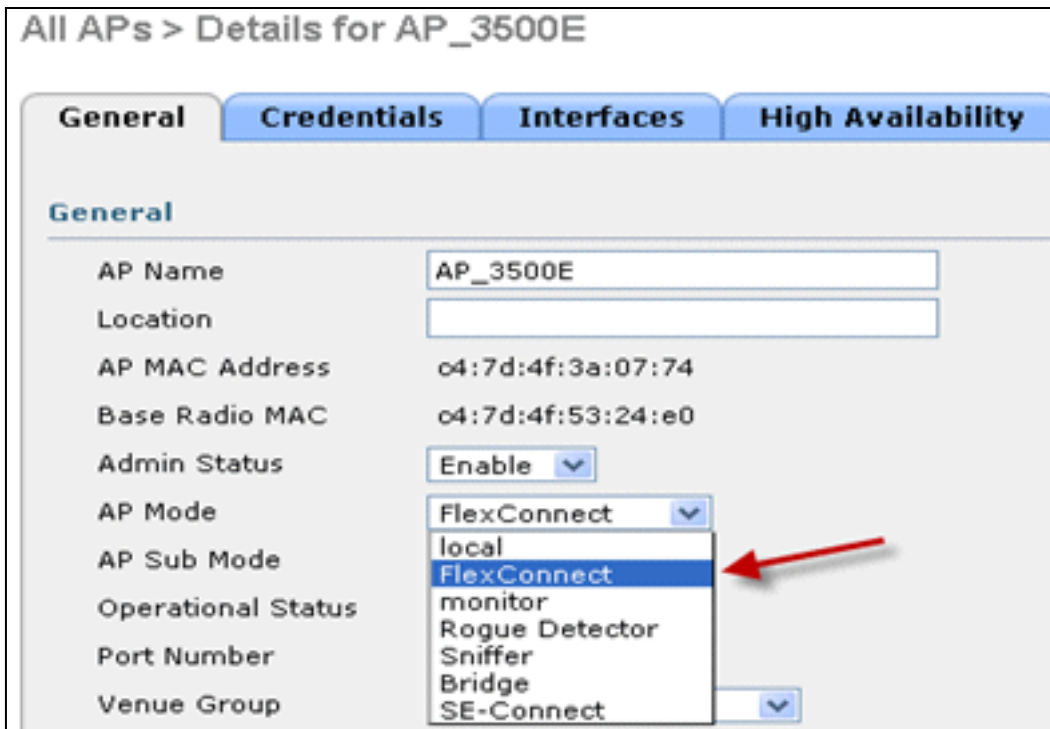 All APs > Details for AP_3500E
General Credentials Interfaces High Availability
General
AP Name AP_3500E
Location
AP MAC Address c4:7d:4f:3a:07:74
Base Radio MAC c4:7d:4f:53:24:e0
Admin Status Enable
AP Mode FlexConnect
local
AP Sub Mode FlexConnect
monitor
Operational Status Rogue Detector
Port Number Sniffer
Bridge
Venue Group SE-Connect